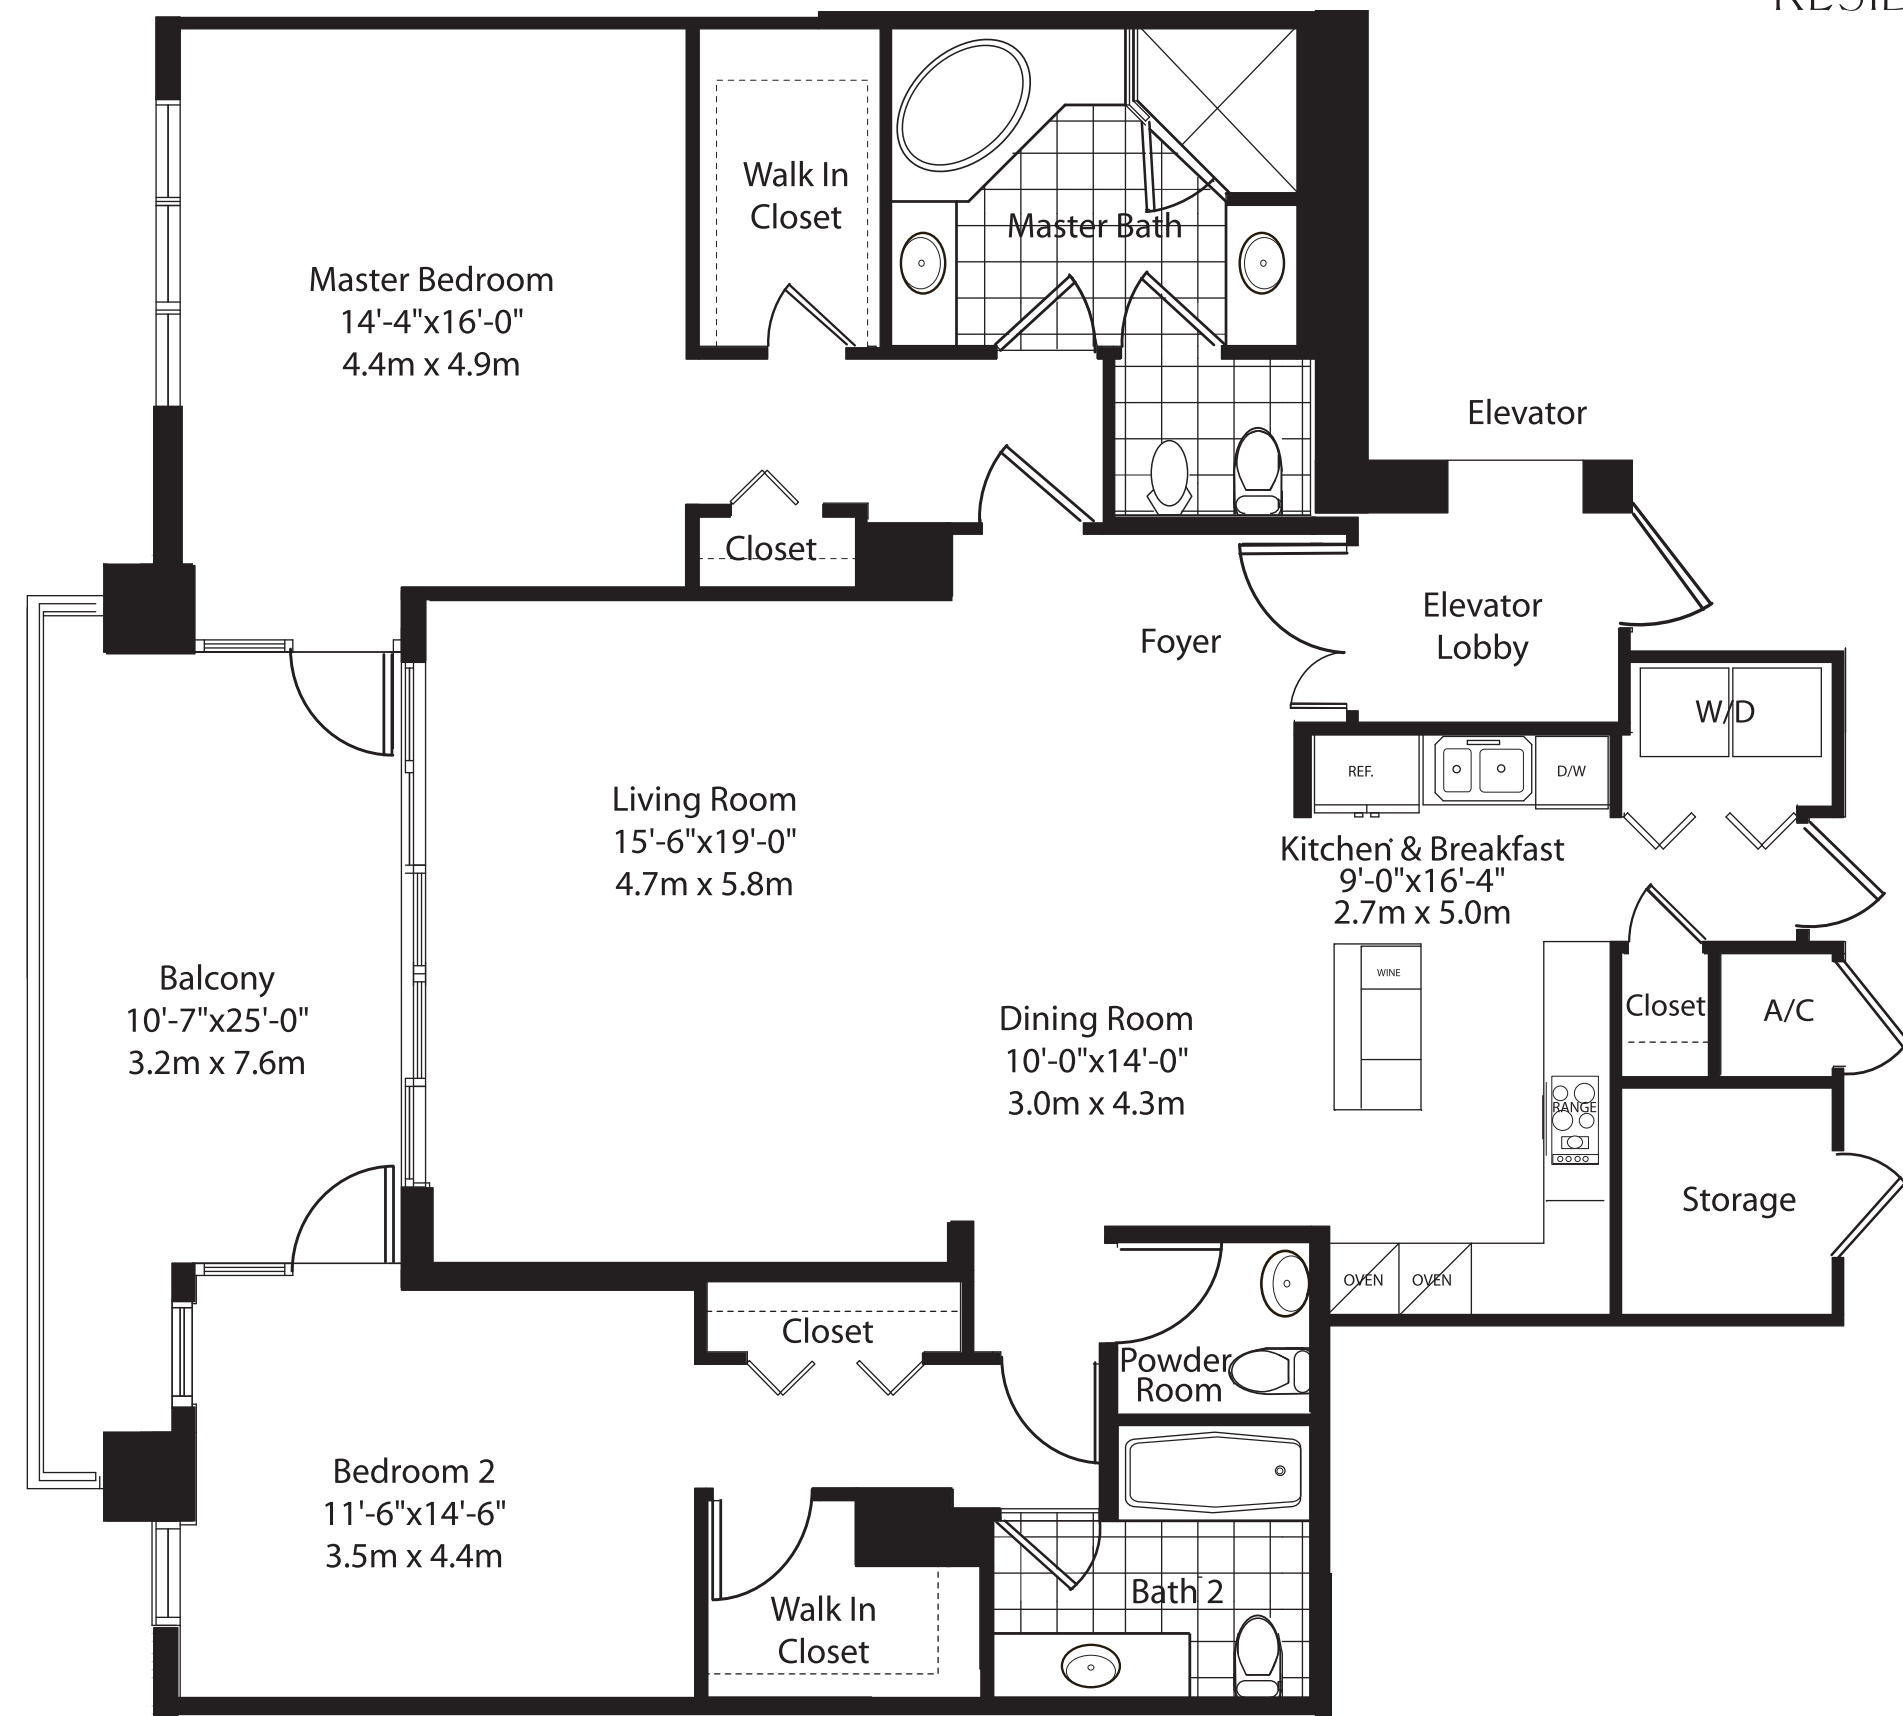 Walk In
Closet
Master Bath
Master Bedroom
14'-4"x16'-0"
4.4m x 4.9m
Elevator
Closet
Elevator
Lobby
Foyer
W/D
REF.
D/W
Living Room
15'-6"x19'-0"
4.7m x 5.8m
Kitchen & Breakfast
9'-0"x16'-4"
2.7m x 5.0m
WINE
Balcony
10'-7"x25'-0"
3.2m x 7.6m
Dining Room
10'-0"x14'-0"
3.0m x 4.3m
Closet
A/C
RANGE
Storage
OVEN
OVEN
Closet
Powder
Room
Bedroom 2
11'-6"x14'-6"
3.5m x 4.4m
Walk In
Closet
Bath 2